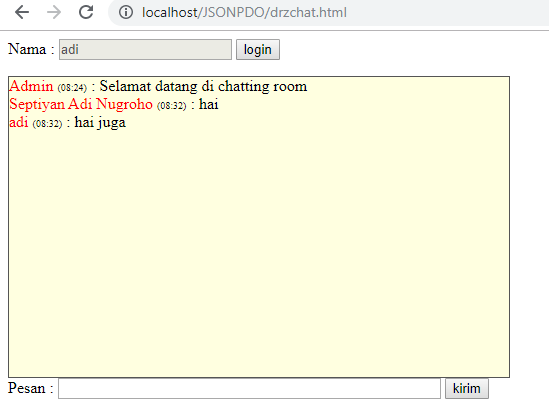 localhost/JSONPDO/drzchat.html
Nama : adi login
Admin (08:24) : Selamat datang di chatting room
Septiyan Adi Nugroho (08:32) : hai
adi (08:32) : hai juga
Pesan : kirim